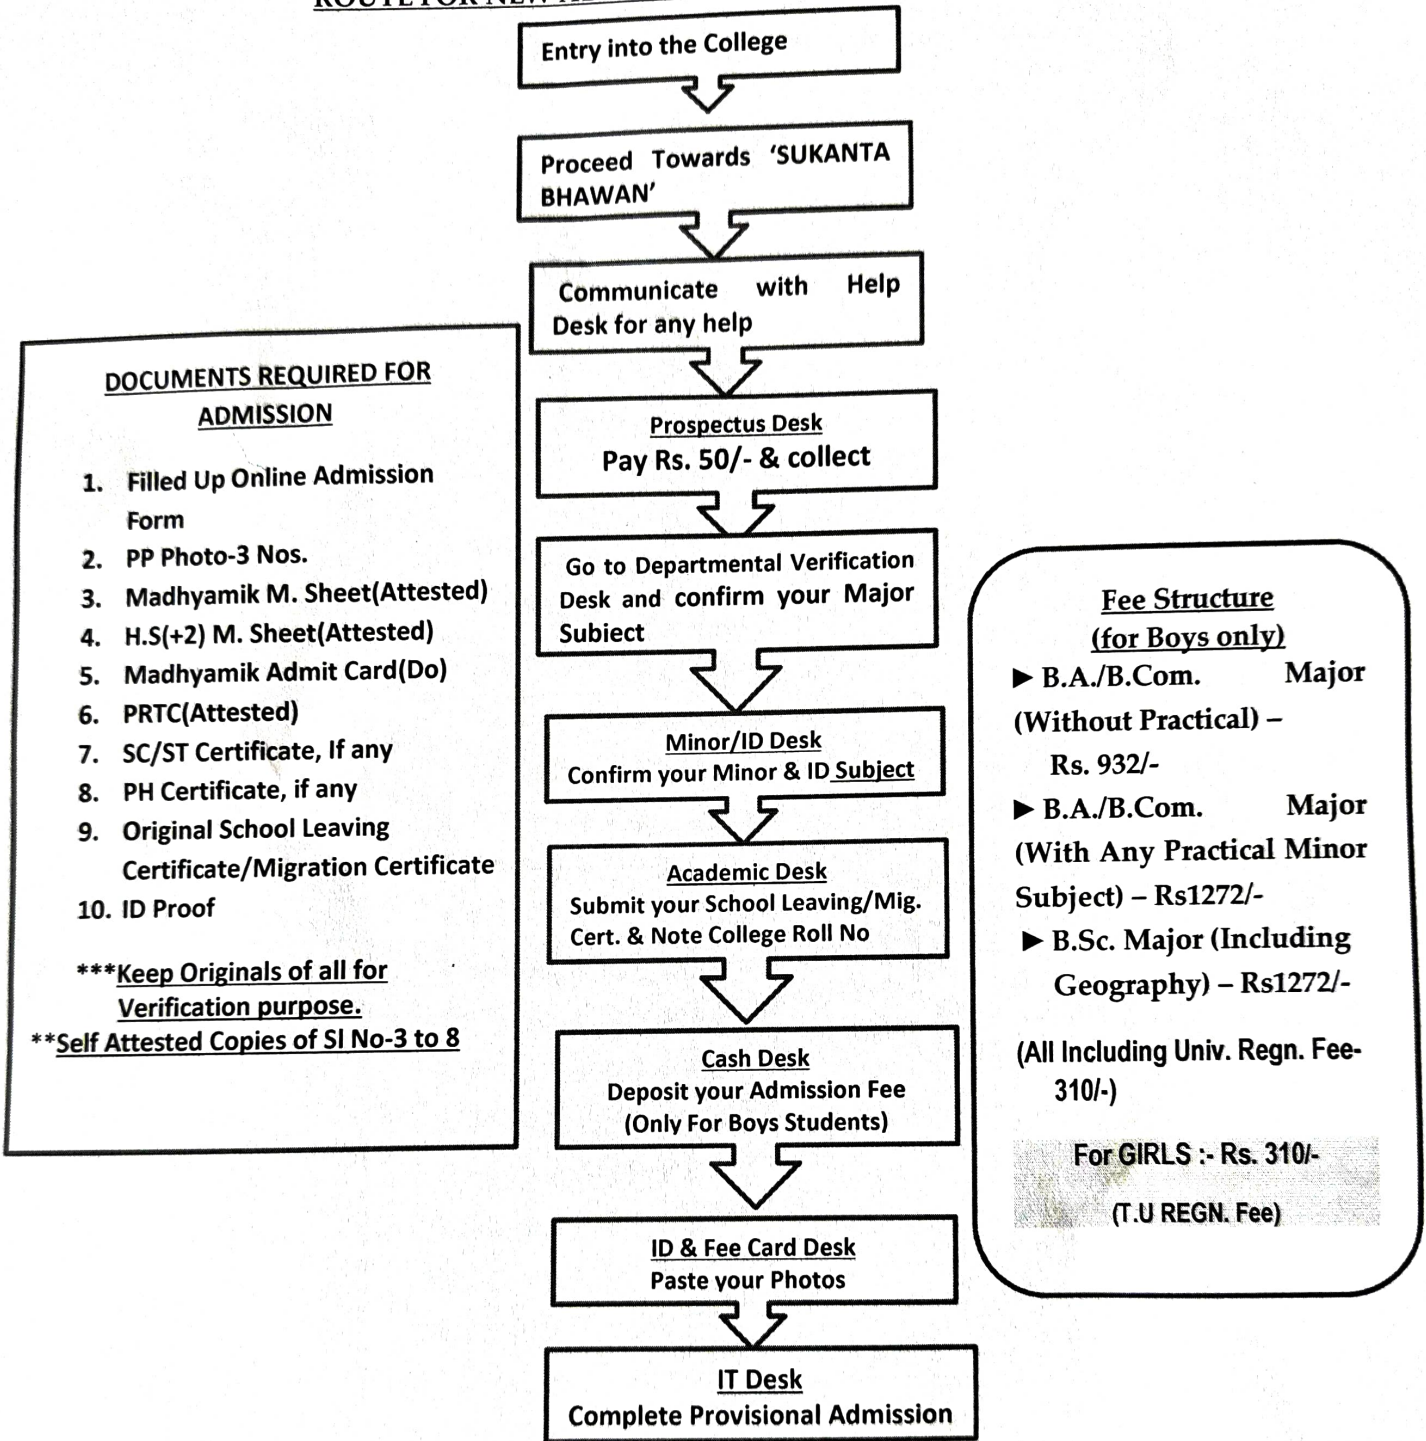 ROUTE FOR NEW
Entry into the College
Proceed Towards ‘SUKANTA
BHAWAN’
Communicate with Help
Desk for any help
Prospectus Desk
Pay Rs. 50/- & collect
Go to Departmental Verification
Desk and confirm your Major
Subject
Minor/ID Desk
Confirm your Minor & ID Subject
Academic Desk
Submit your School Leaving/Mig.
Cert. & Note College Roll No
Cash Desk
Deposit your Admission Fee
(Only For Boys Students)
ID & Fee Card Desk
Paste your Photos
IT Desk
Complete Provisional Admission
DOCUMENTS REQUIRED FOR
ADMISSION
1. Filled Up Online Admission
Form
2. PP Photo-3 Nos.
3. Madhyamik M. Sheet(Attested)
4. H.S(+2) M. Sheet(Attested)
5. Madhyamik Admit Card(Do)
6. PRTC(Attested)
7. SC/ST Certificate, If any
8. PH Certificate, if any
9. Original School Leaving
Certificate/Migration Certificate
10. ID Proof
***Keep Originals of all for
Verification purpose.
**Self Attested Copies of Sl No-3 to 8
Fee Structure
(for Boys only)
► B.A./B.Com. Major
(Without Practical) –
Rs. 932/-
► B.A./B.Com. Major
(With Any Practical Minor
Subject) – Rs1272/-
► B.Sc. Major (Including
Geography) – Rs1272/-
(All Including Univ. Regn. Fee-
310/-)
For GIRLS :- Rs. 310/-
(T.U REGN. Fee)